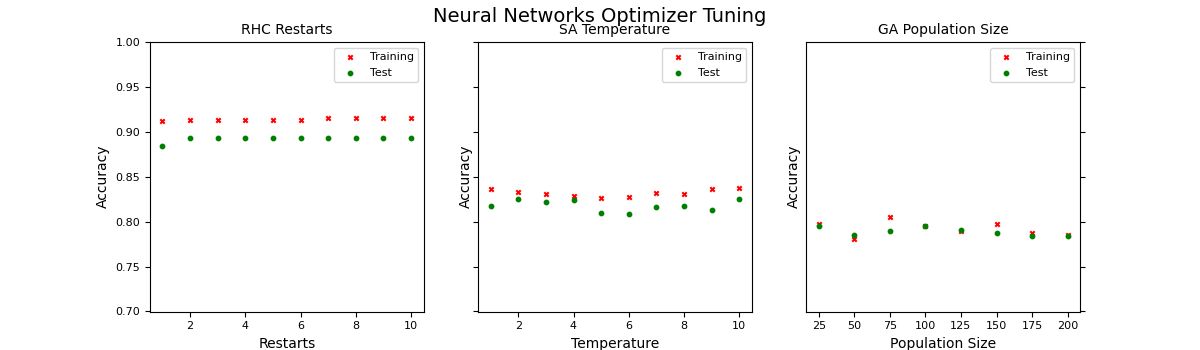 Neural Networks Optimizer Tuning
RHC Restarts
SA Temperature
GA Population Size
1.00
0.95
0.90
0.85
0.80
0.75
0.70
Accuracy
Training
Test
2 4 6 8 10
Restarts
Accuracy
Training
Test
2 4 6 8 10
Temperature
Accuracy
Training
Test
25 50 75 100 125 150 175 200
Population Size